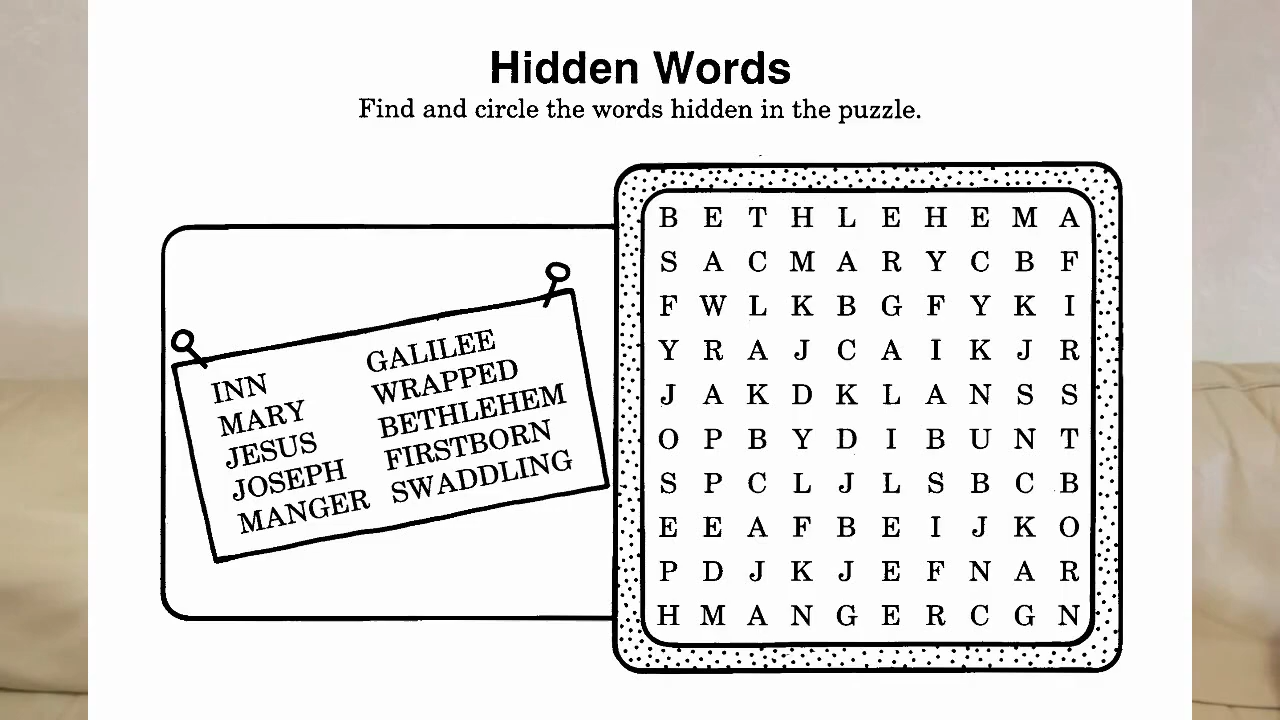 Hidden Words
Find and circle the words hidden in the puzzle.
INN
MARY
JESUS
JOSEPH
MANGER
GALILEE
WRAPPED
BETHLEHEM
FIRSTBORN
SWADDLING
B E T H L E H E M A
S A C M A R Y C B F
F W L K B G F Y K I
Y R A J C A I K J R
J A K D K L A N S S
O P B Y D I B U N T
S P C L J L S B C B
E E A F B E I J K O
P D J K J E F N A R
H M A N G E R C G N